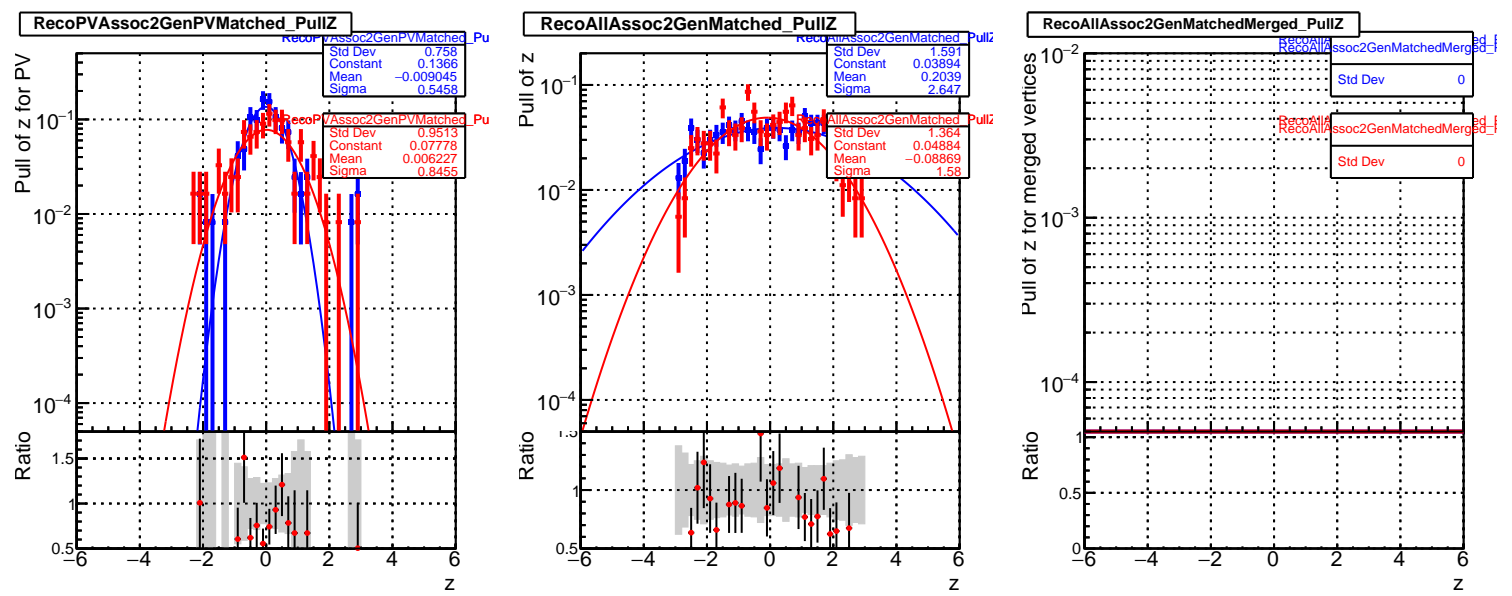 RecoPVAssoc2GenPVMatched_PullZ
RecoPVAssoc2GenPVMatched_Pu
Std Dev 0.758
Constant 0.1366
Mean −0.009045
Sigma 0.5458
RecoPVAssoc2GenPVMatched_Pu
Std Dev 0.9513
Constant 0.07778
Mean 0.006227
Sigma 0.8455
Pull of z for PV
10−1
10−2
10−3
10−4
Ratio
1.5
1
0.5
−6 −4 −2 0 2 4 6
z
RecoAllAssoc2GenMatched_PullZ
RecoAllAssoc2GenMatched_PullZ
Std Dev 1.591
Constant 0.03894
Mean 0.2039
Sigma 2.647
RecoAllAssoc2GenMatched_PullZ
Std Dev 1.364
Constant 0.04884
Mean −0.08869
Sigma 1.58
Pull of z
10−1
10−2
10−3
10−4
Ratio
1.5
1
0.5
−6 −4 −2 0 2 4 6
z
RecoAllAssoc2GenMatchedMerged_PullZ
RecoAllAssoc2GenMatchedMerged_P
Std Dev 0
RecoAllAssoc2GenMatchedMerged_P
Std Dev 0
Pull of z for merged vertices
10−2
10−3
10−4
Ratio
1
0.5
0
−6 −4 −2 0 2 4 6
z